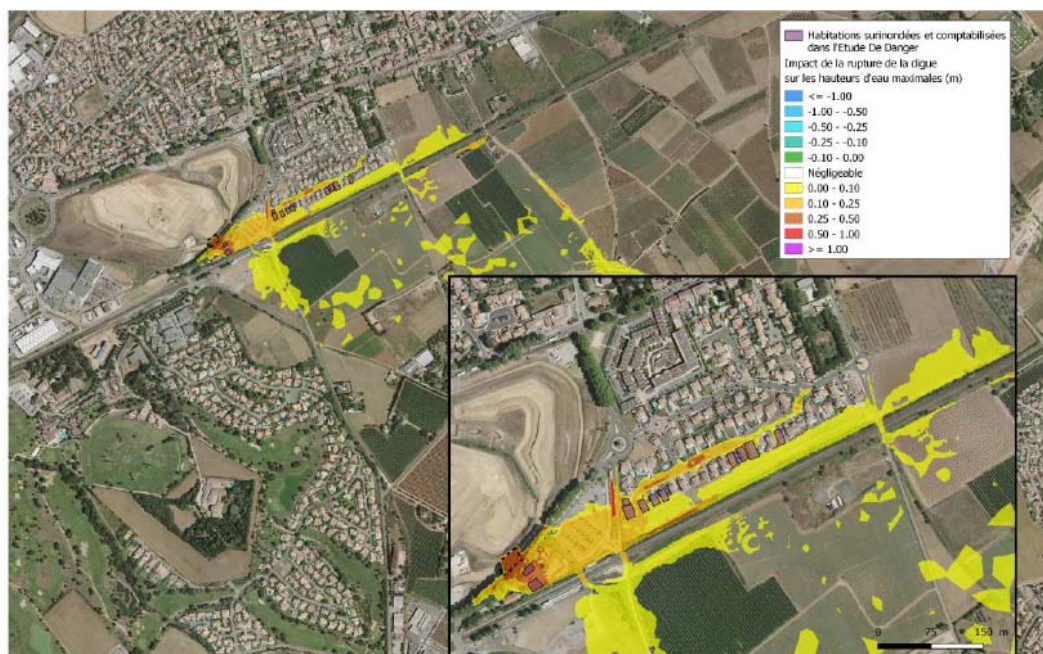 Habitations surinondées et comptabilisées
dans l'Etude De Danger
Impact de la rupture de la digue
sur les hauteurs d'eau maximales (m)
<= -1.00
-1.00 - -0.50
-0.50 - -0.25
-0.25 - -0.10
-0.10 - 0.00
Négligeable
0.00 - 0.10
0.10 - 0.25
0.25 - 0.50
0.50 - 1.00
>= 1.00
0 75 150 m